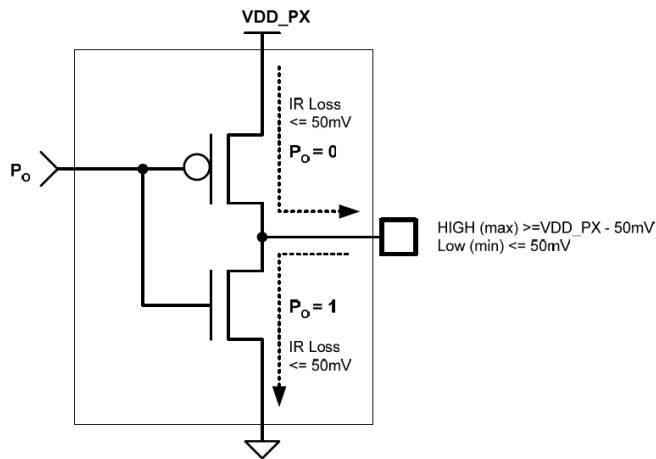 VDD_PX
IR Loss
<= 50mV
Po = 0
Po
HIGH (max) >=VDD_PX - 50mV
Low (min) <= 50mV
Po = 1
IR Loss
<= 50mV